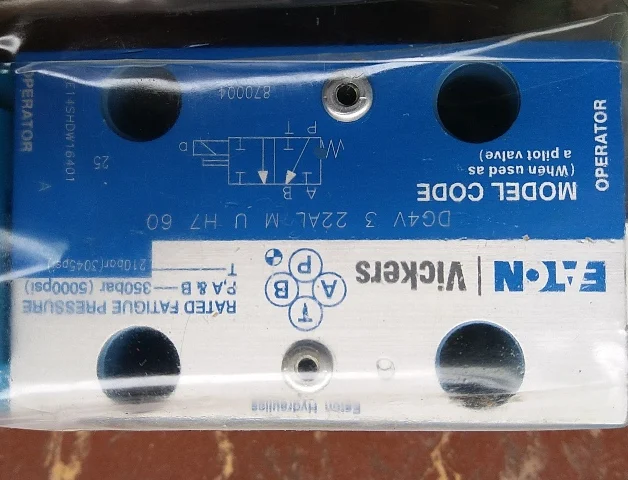 Eaton Hydraulics
EATON | Vickers
T
A B
P
RATED FATIGUE PRESSURE
P,A & B — 350bar (5000psi)
T — 210bar(3045psi)
DG4V 3 22AL M U H7 60
MODEL CODE
(When used as
a pilot valve)
OPERATOR
A B
P T
W
D
25
A
870004
OPERATOR